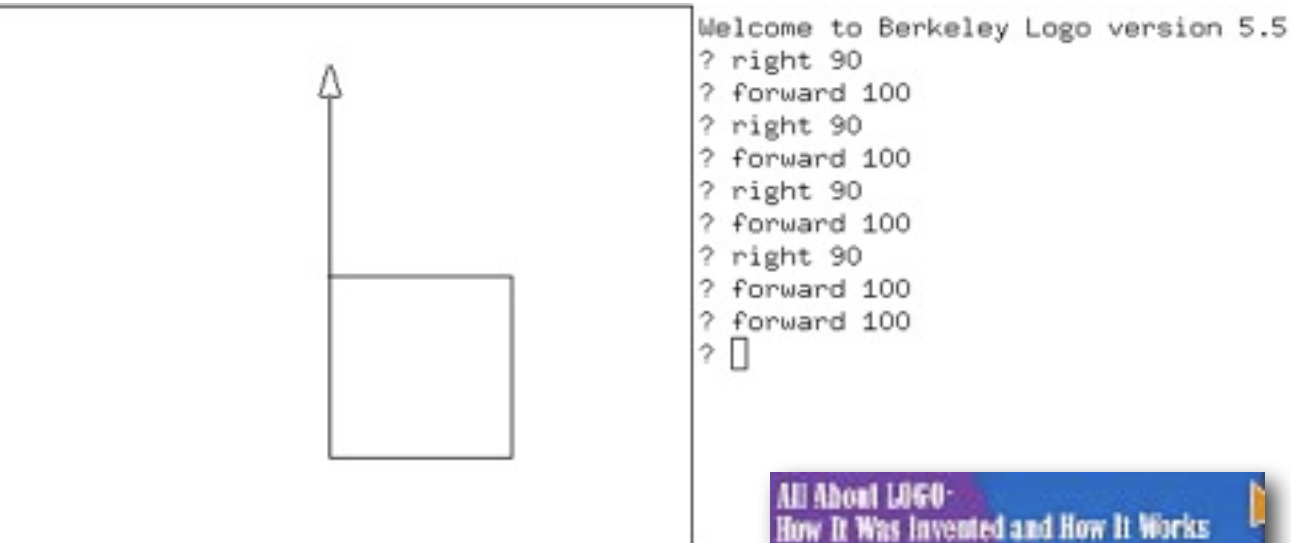 Welcome to Berkeley Logo version 5.5
? right 90
? forward 100
? right 90
? forward 100
? right 90
? forward 100
? right 90
? forward 100
? forward 100
?
All About LOGO-
How It Was Invented and How It Works